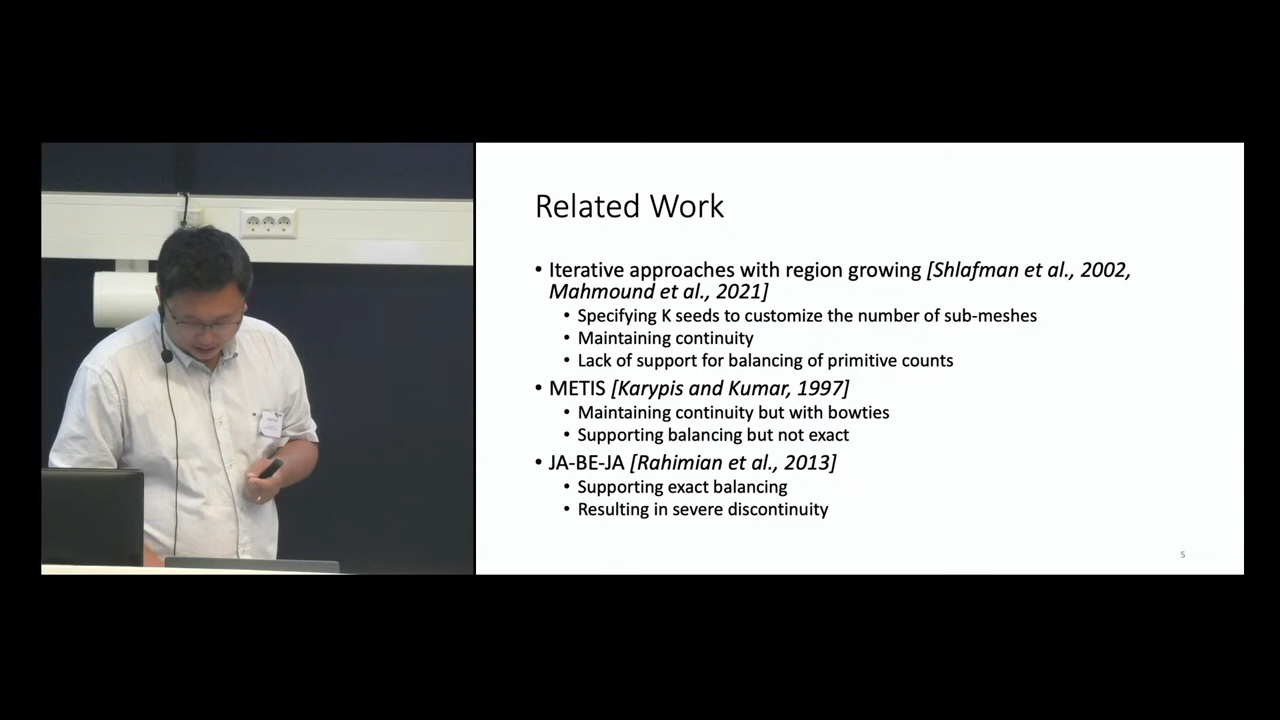 Related Work
• Iterative approaches with region growing [Shlafman et al., 2002,
Mahmound et al., 2021]
• Specifying K seeds to customize the number of sub-meshes
• Maintaining continuity
• Lack of support for balancing of primitive counts
• METIS [Karypis and Kumar, 1997]
• Maintaining continuity but with bowties
• Supporting balancing but not exact
• JA-BE-JA [Rahimian et al., 2013]
• Supporting exact balancing
• Resulting in severe discontinuity
5